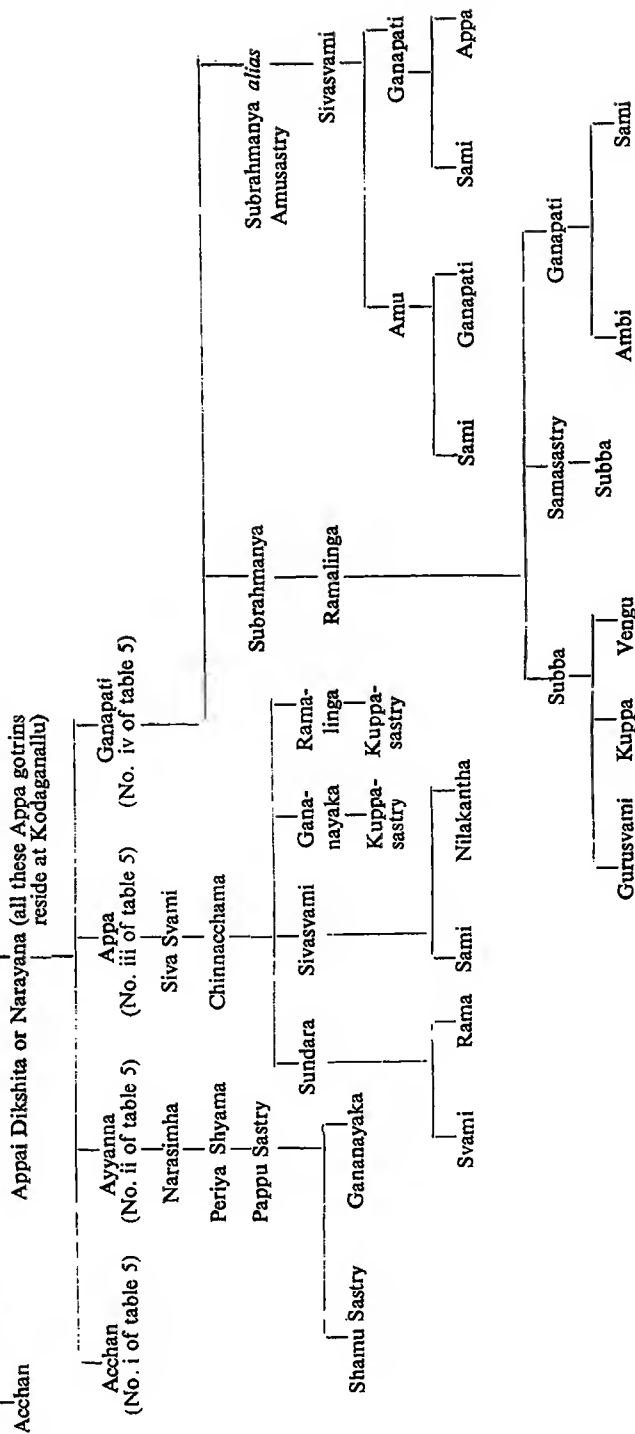 Acchan
Appai Dikshita or Narayana (all these Appa gotrins
reside at Kodaganallu)
Acchan
(No. i of table 5)
Ayyanna
(No. ii of table 5)
Appa
(No. iii of table 5)
Ganapati
(No. iv of table 5)
Narasimha
Siva Svami
Subrahmanya
Subrahmanya alias
Amusastry
Periya Shyama
Chinnacchama
Ramalinga
Sivasvami
Pappu Sastry
Shamu Sastry
Gananayaka
Sundara
Sivasvami
Gana-
nayaka
Rama-
linga
Amu
Ganapati
Kuppa-
sastry
Kuppa-
sastry
Svami
Rama
Sami
Nilakantha
Sami
Ganapati
Sami
Appa
Subba
Samasastry
Ganapati
Gurusvami
Kuppa
Vengu
Subba
Ambi
Sami